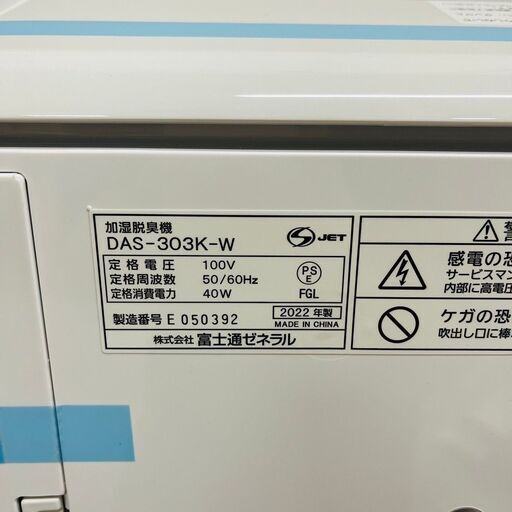 加湿脱臭機
DAS-303K-W
S JET
定格電圧 100V
定格周波数 50/60Hz
定格消費電力 40W
PS E
FGL
製造番号 E 050392
2022 年製
MADE IN CHINA
株式会社 富士通ゼネラル
感電の恐
サービスマン
内部に高電圧
ケガの恐
吹出し口に棒